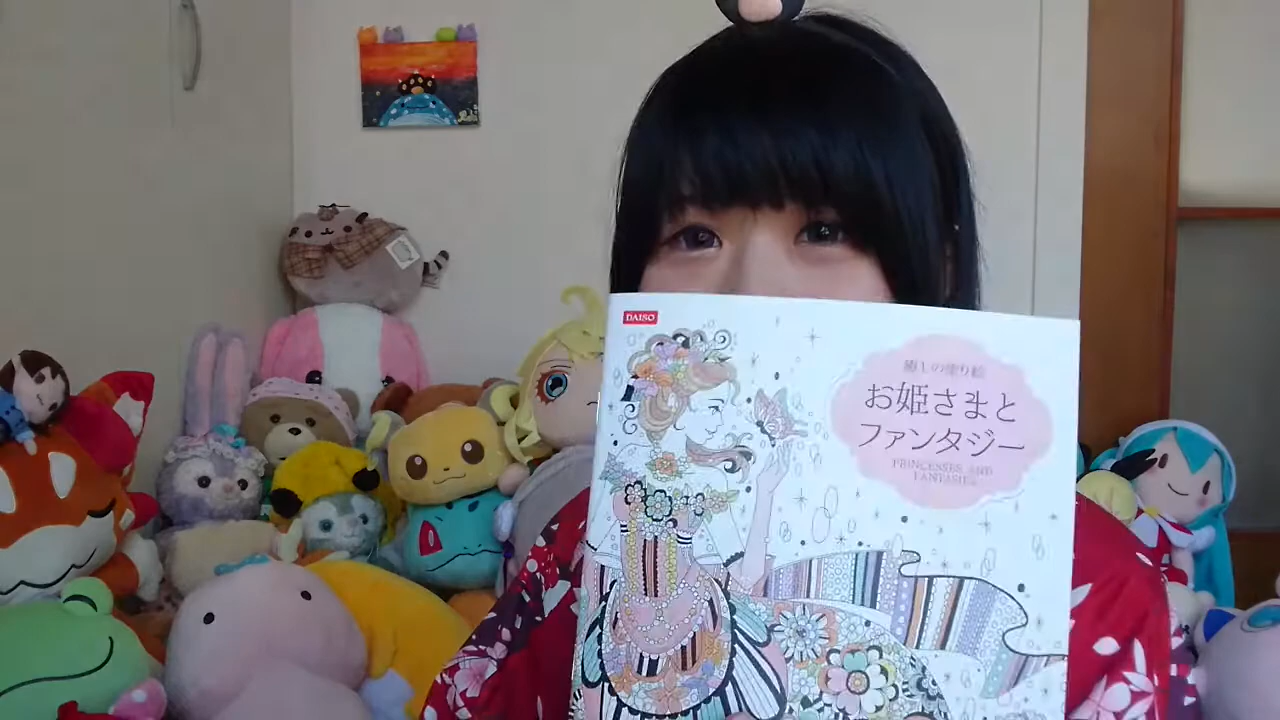 DAISO
癒しの塗り絵
お姫さまと
ファンタジー
PRINCESSES AND
FANTASIES